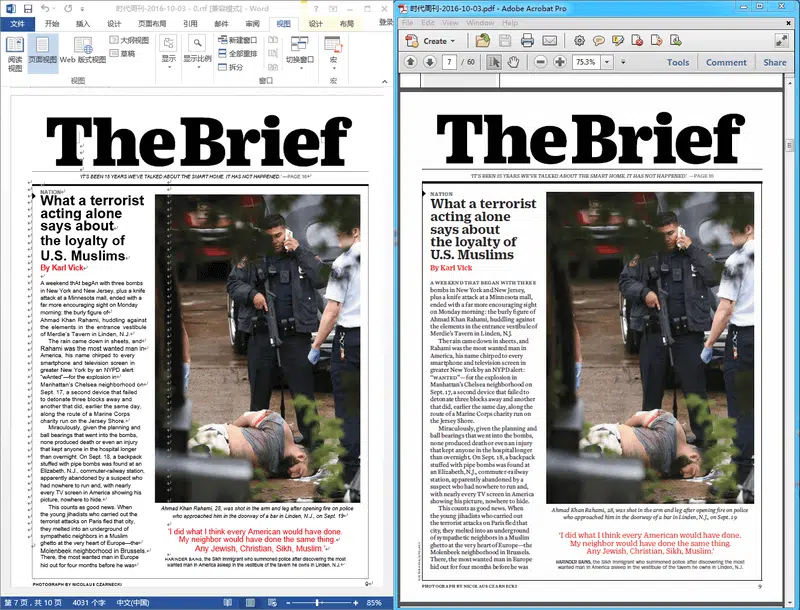 时代周刊-2016-10-03 - 0.rtf [兼容模式] - Word
文件 开始 插入 设计 页面布局 引用 邮件 审阅 视图 设计 布局 登录
阅读视图 页面视图 Web 版式视图 大纲视图 草稿 显示 显示比例 新建窗口 全部重排 拆分 切换窗口 宏
视图 窗口 宏
The Brief
'IT'S BEEN 15 YEARS WE'VE TALKED ABOUT THE SMART HOME. IT HAS NOT HAPPENED.' —PAGE 16
NATION
What a terrorist
acting alone
says about
the loyalty of
U.S. Muslims
By Karl Vick
A weekend thAt begAn with three
bombs in New York and New Jersey,
plus a knife
attack at a Minnesota mall, ended with a
far more encouraging sight on Monday
morning: the burly figure of
Ahmad Khan Rahami, huddling against
the elements in the entrance vestibule
of Merdie's Tavern in Linden, N.J.
The rain came down in sheets, and
Rahami was the most wanted man in
America, his name chirped to every
smartphone and television screen in
greater New York by an NYPD alert:
"wAnted"—for the explosion in
Manhattan's Chelsea neighborhood on
Sept. 17, a second device that failed
to detonate three blocks away and
another that did, earlier the same day,
along the route of a Marine Corps
charity run on the Jersey Shore.
Miraculously, given the planning and
ball bearings that went into the bombs,
none produced death or even an injury
that kept anyone in the hospital longer
than overnight. On Sept. 18, a backpack
stuffed with pipe bombs was found at an
Elizabeth, N.J., commuter-railway station,
apparently abandoned by a suspect
who had nowhere to run and, with nearly
every TV screen in America showing his
picture, nowhere to hide.
This counts as good news. When
the young jihadists who carried out the
terrorist attacks on Paris fled that city,
they melted into an underground of
sympathetic neighbors in a Muslim
ghetto at the very heart of Europe—the
Molenbeek neighborhood in Brussels.
There, the most wanted man in Europe
hid out for four months before he was
Ahmad Khan Rahami, 28, was shot in the arm and leg after opening fire on police
who approached him in the doorway of a bar in Linden, N.J., on Sept. 19
'I did what I think every American would have done.
My neighbor would have done the same thing.
Any Jewish, Christian, Sikh, Muslim.'
HARINDER BAINS, the Sikh immigrant who summoned police after discovering the most
wanted man in America asleep in the vestibule of the tavern he owns in Linden, N.J.
PHOTOGRAPH BY NICOLAUS CZARNECKI
9
第 7 页，共 10 页 4031 个字 中文(中国) 85%
时代周刊-2016-10-03.pdf - Adobe Acrobat Pro
File Edit View Window Help
Create
7 / 60 75.3% Tools Comment Share
The Brief
'IT'S BEEN 15 YEARS WE'VE TALKED ABOUT THE SMART HOME. IT HAS NOT HAPPENED.' —PAGE 16
NATION
What a terrorist
acting alone
says about
the loyalty of
U.S. Muslims
By Karl Vick
A WEEKEND THAT BEGAN WITH THREE
bombs in New York and New Jersey,
plus a knife attack at a Minnesota mall,
ended with a far more encouraging sight
on Monday morning: the burly figure of
Ahmad Khan Rahami, huddling against
the elements in the entrance vestibule of
Merdie's Tavern in Linden, N.J.
The rain came down in sheets, and
Rahami was the most wanted man in
America, his name chirped to every
smartphone and television screen in
greater New York by an NYPD alert:
"WANTED"—for the explosion in
Manhattan's Chelsea neighborhood on
Sept. 17, a second device that failed to
detonate three blocks away and another
that did, earlier the same day, along the
route of a Marine Corps charity run on
the Jersey Shore.
Miraculously, given the planning and
ball bearings that went into the bombs,
none produced death or even an injury
that kept anyone in the hospital longer
than overnight. On Sept. 18, a backpack
stuffed with pipe bombs was found at
an Elizabeth, N.J., commuter-railway
station, apparently abandoned by a
suspect who had nowhere to run and,
with nearly every TV screen in America
showing his picture, nowhere to hide.
This counts as good news. When
the young jihadists who carried out
the terrorist attacks on Paris fled that
city, they melted into an underground
of sympathetic neighbors in a Muslim
ghetto at the very heart of Europe—the
Molenbeek neighborhood in Brussels.
There, the most wanted man in Europe
hid out for four months before he was
Ahmad Khan Rahami, 28, was shot in the arm and leg after opening fire on police
who approached him in the doorway of a bar in Linden, N.J., on Sept. 19
'I did what I think every American would have done.
My neighbor would have done the same thing.
Any Jewish, Christian, Sikh, Muslim.'
HARINDER BAINS, the Sikh immigrant who summoned police after discovering the most
wanted man in America asleep in the vestibule of the tavern he owns in Linden, N.J.
PHOTOGRAPH BY NICOLAUS CZARNECKI
9